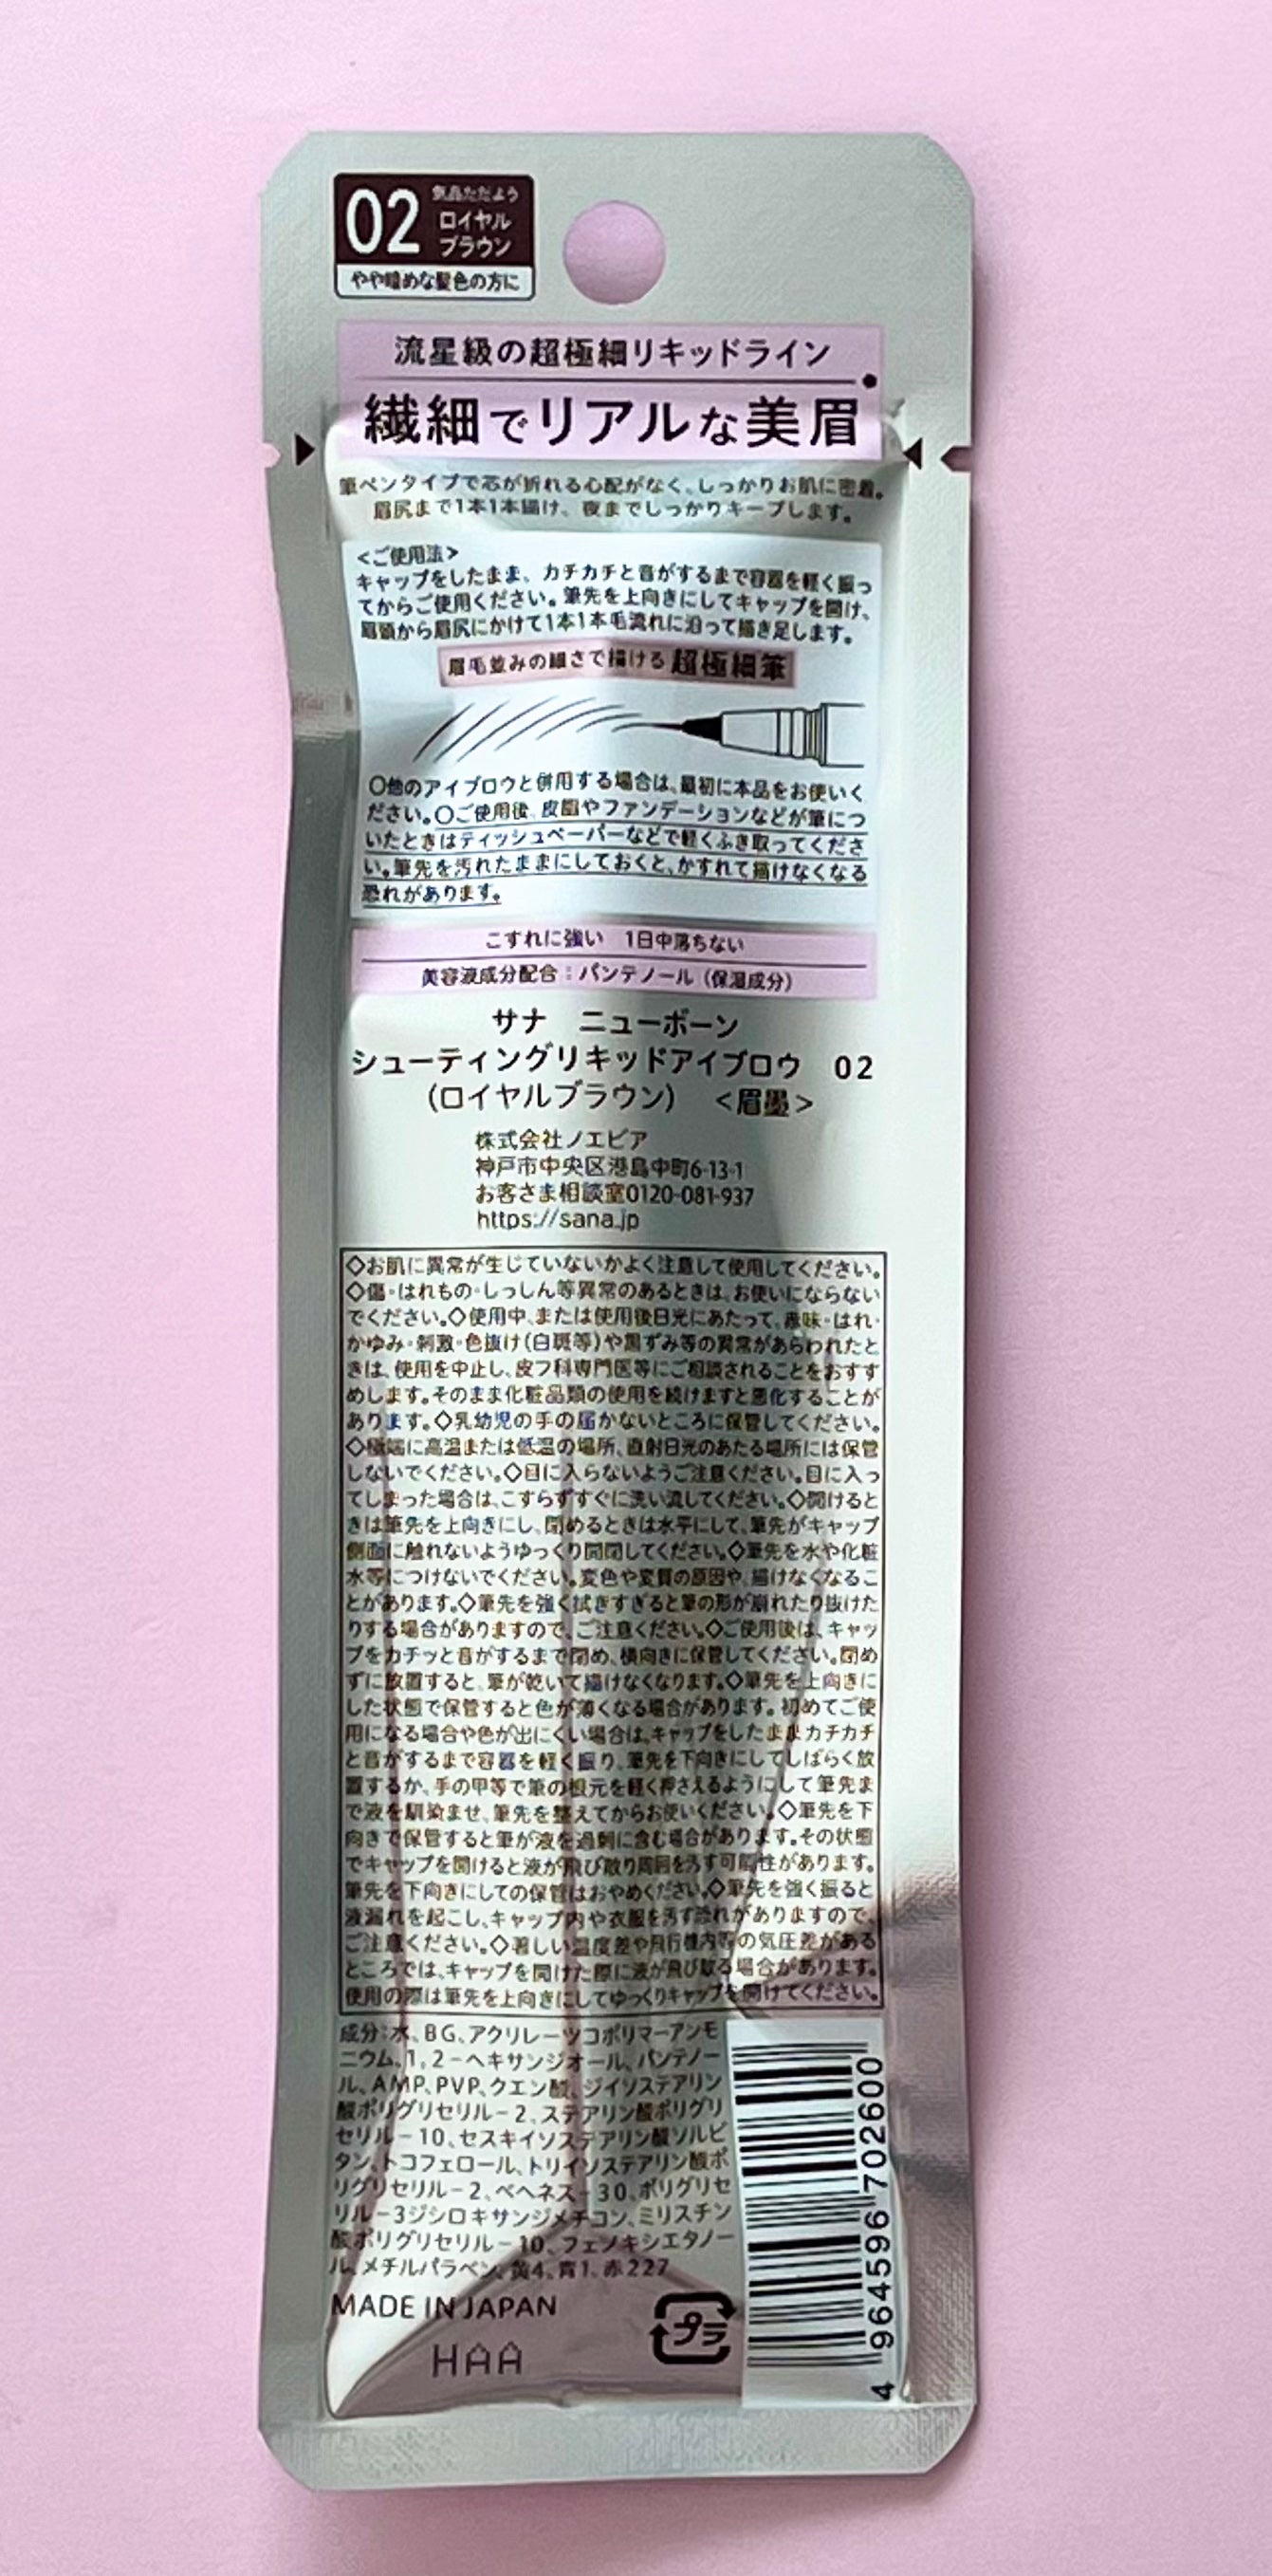 02
気品ただよう
ロイヤル
ブラウン
やや暗めな髪色の方に
流星級の超極細リキッドライン
繊細でリアルな美眉
筆ペンタイプで芯が折れる心配がなく、しっかりお肌に密着。
眉尻まで1本1本描け、夜までしっかりキープします。
＜ご使用法＞
キャップをしたまま、カチカチと音がするまで容器を軽く振っ
てからご使用ください。筆先を上向きにしてキャップを開け、
眉頭から眉尻にかけて1本1本毛流れに沿って描き足します。
眉毛並みの細さで描ける超極細筆
○他のアイブロウと併用する場合は、最初に本品をお使いく
ださい。○ご使用後、皮脂やファンデーションなどが筆につ
いたときはティッシュペーパーなどで軽くふき取ってくださ
い。筆先を汚れたままにしておくと、かすれて描けなくなる
恐れがあります。
こすれに強い 1日中落ちない
美容液成分配合：パンテノール（保湿成分）
サナ ニューボーン
シューティングリキッドアイブロウ 02
（ロイヤルブラウン） ＜眉墨＞
株式会社ノエビア
神戸市中央区港島中町6-13-1
お客さま相談室0120-081-937
https://sana.jp
◇お肌に異常が生じていないかよく注意して使用してください。
◇傷・はれもの・しっしん等異常のあるときは、お使いにならない
でください。◇使用中、または使用後日光にあたって、赤味・はれ・
かゆみ・刺激・色抜け（白斑等）や黒ずみ等の異常があらわれたと
きは、使用を中止し、皮フ科専門医等にご相談されることをおすす
めします。そのまま化粧品類の使用を続けますと悪化することが
あります。◇乳幼児の手の届かないところに保管してください。
◇極端に高温または低温の場所、直射日光のあたる場所には保管
しないでください。◇目に入らないようご注意ください。目に入っ
てしまった場合は、こすらずすぐに洗い流してください。◇開けると
きは筆先を上向きにし、閉めるときは水平にして、筆先がキャップ
側面に触れないようゆっくり開閉してください。◇筆先を水や化粧
水等につけないでください。変色や変質の原因や、描けなくなるこ
とがあります。◇筆先を強く拭きすぎると筆の形が崩れたり抜けた
りする場合がありますので、ご注意ください。◇ご使用後は、キャッ
プをカチッと音がするまで閉め、横向きに保管してください。閉め
ずに放置すると、筆が乾いて描けなくなります。◇筆先を上向きに
した状態で保管すると色が薄くなる場合があります。初めてご使
用になる場合や色が出にくい場合は、キャップをしたままカチカチ
と音がするまで容器を軽く振り、筆先を下向きにしてしばらく放
置するか、手の甲等で筆の根元を軽く押さえるようにして筆先ま
で液を馴染ませ、筆先を整えてからお使いください。◇筆先を下
向きで保管すると筆が液を過剰に含む場合があります。その状態
でキャップを開けると液が飛び散り周囲を汚す可能性があります。
筆先を下向きにしての保管はおやめください。◇筆先を強く振ると
液漏れを起こし、キャップ内や衣服を汚す恐れがありますので、
ご注意ください。◇著しい温度差や飛行機内等の気圧差がある
ところでは、キャップを開けた際に液が飛び散る場合があります。
使用の際は筆先を上向きにしてゆっくりキャップを開けてください。
成分：水、BG、アクリレーツコポリマーアンモ
ニウム、1，2－ヘキサンジオール、パンテノー
ル、AMP、PVP、クエン酸、ジイソステアリン
酸ポリグリセリル－2、ステアリン酸ポリグリ
セリル－10、セスキイソステアリン酸ソルビ
タン、トコフェロール、トリイソステアリン酸ポ
リグリセリル－2、ベヘネス－30、ポリグリセ
リル－3ジシロキサンジメチコン、ミリスチン
酸ポリグリセリル－10、フェノキシエタノー
ル、メチルパラベン、黄4、青1、赤227
MADE IN JAPAN
HAA
プラ
4 964596 702600